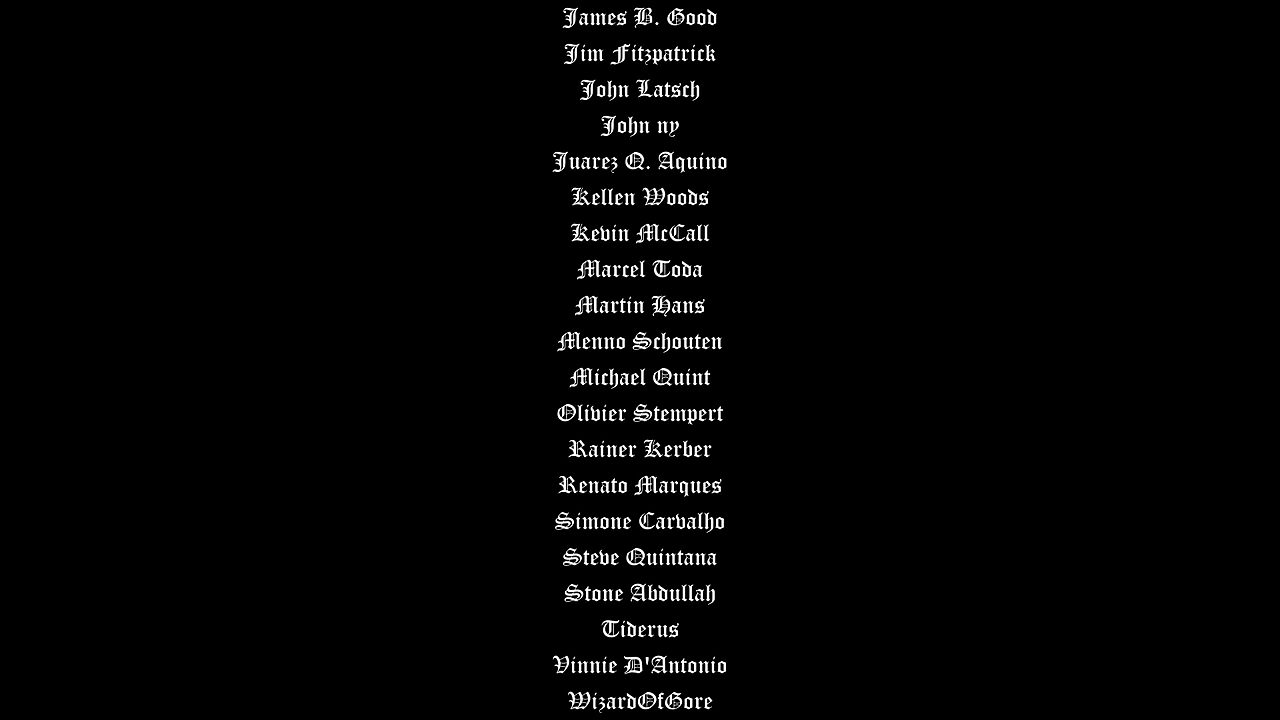 James B. Good
Jim Fitzpatrick
John Latsch
John ny
Juarez Q. Aquino
Kellen Woods
Kevin McCall
Marcel Toda
Martin Hans
Menno Schouten
Michael Quint
Olivier Stempert
Rainer Kerber
Renato Marques
Simone Carvalho
Steve Quintana
Stone Abdullah
Tiderus
Vinnie D'Antonio
WizardOfGore